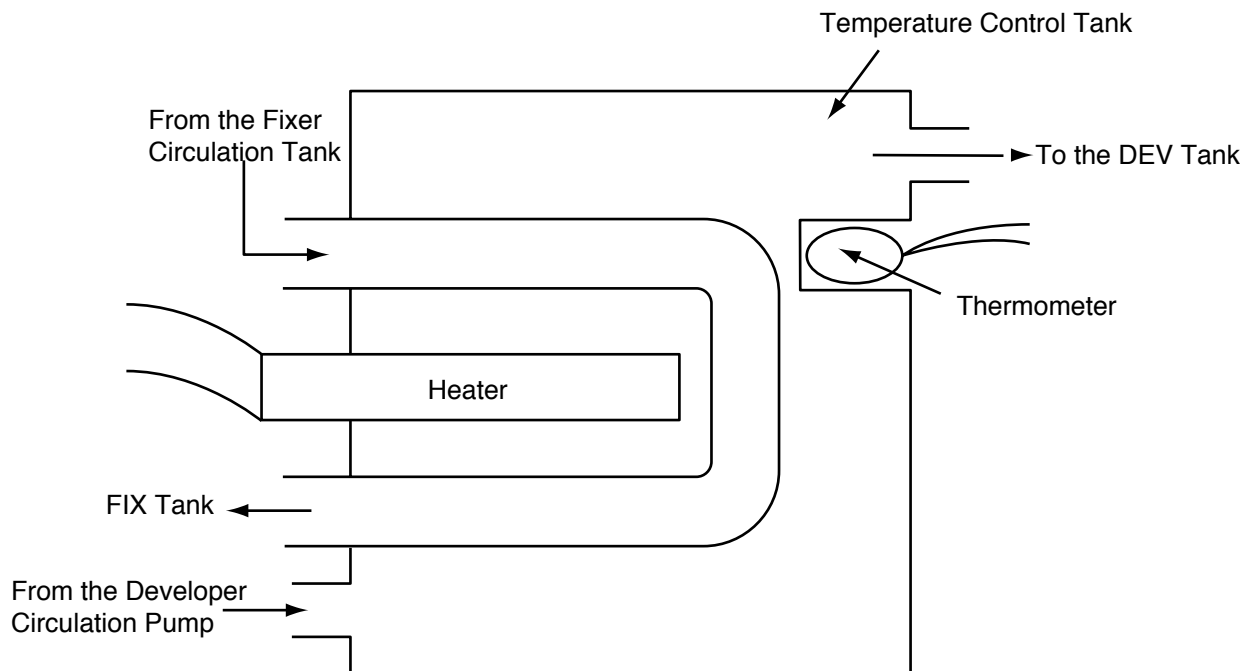 Temperature Control Tank
From the Fixer
Circulation Tank
To the DEV Tank
Thermometer
Heater
FIX Tank
From the Developer
Circulation Pump